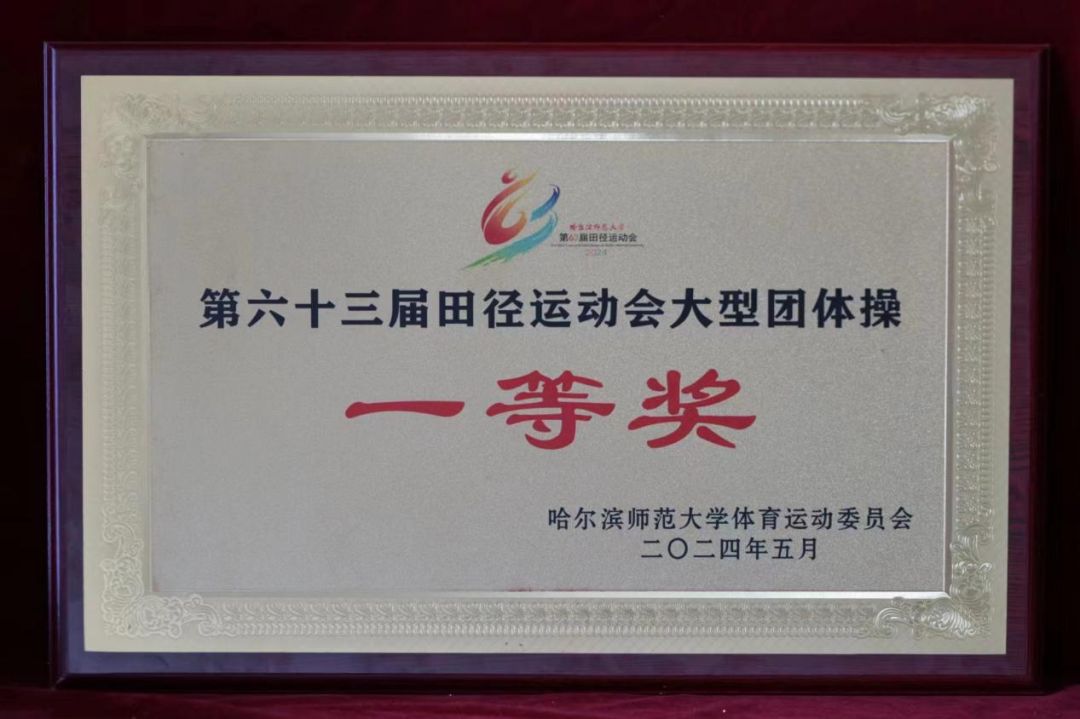 哈尔滨师范大学
第63届田径运动会
2024
第六十三届田径运动会大型团体操
一等奖
哈尔滨师范大学体育运动委员会
二〇二四年五月